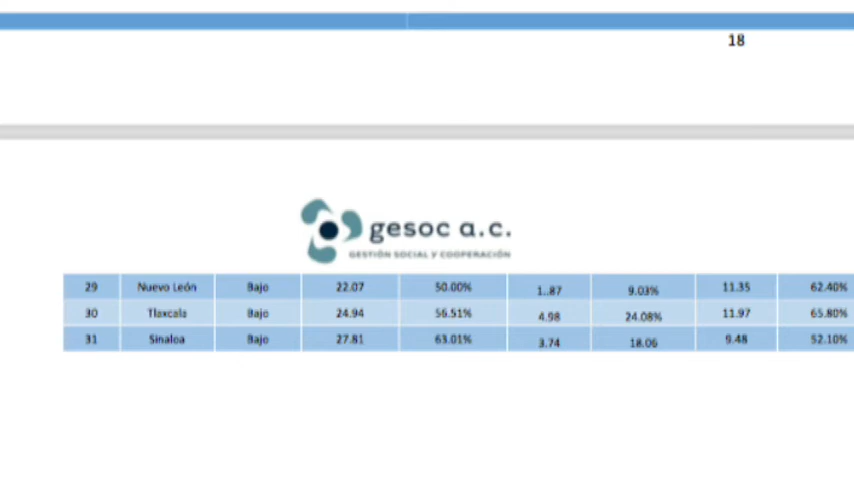 18
gesoc a.c.
GESTIÓN SOCIAL Y COOPERACIÓN
29 Nuevo León Bajo 22.07 50.00% 1..87 9.03% 11.35 62.40%
30 Tlaxcala Bajo 24.94 56.51% 4.98 24.08% 11.97 65.80%
31 Sinaloa Bajo 27.81 63.01% 3.74 18.06 9.48 52.10%